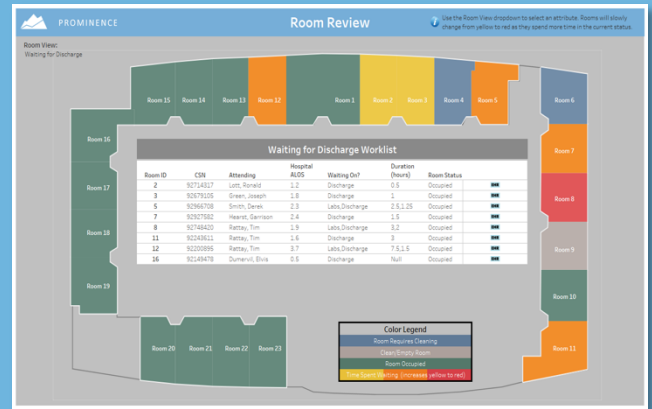 PROMINENCE
Room Review
Use the Room View dropdown to select an attribute. Rooms will slowly
change from yellow to red as they spend more time in the current status.
Room View:
Waiting for Discharge
Room 15 Room 14 Room 13 Room 12 Room 1 Room 2 Room 3 Room 4 Room 5 Room 6
Room 16
Room 7
Room 17
Room 8
Room 18
Room 9
Room 19
Room 10
Room 20 Room 21 Room 22 Room 23
Room 11
Waiting for Discharge Worklist
Room ID CSN Attending Hospital ALOS Waiting On? Duration (hours) Room Status
2 92714317 Lott, Ronald 1.2 Discharge 0.5 Occupied
3 92679105 Green, Joseph 1.8 Discharge 1 Occupied
5 92966708 Smith, Derek 2.3 Labs,Discharge 2.5,1.25 Occupied
7 92927582 Hearst, Garrison 2.4 Discharge 1.5 Occupied
8 92748420 Rattay, Tim 1.9 Labs,Discharge 3,2 Occupied
11 92243611 Rattay, Tim 1.6 Discharge 3 Occupied
12 92200695 Rattay, Tim 3.7 Labs,Discharge 7.5,1.5 Occupied
16 92149478 Dumervil, Elvis 0.5 Discharge Null Occupied
Color Legend
Room Requires Cleaning
Clean/Empty Room
Room Occupied
Time Spent Waiting (increases yellow to red)